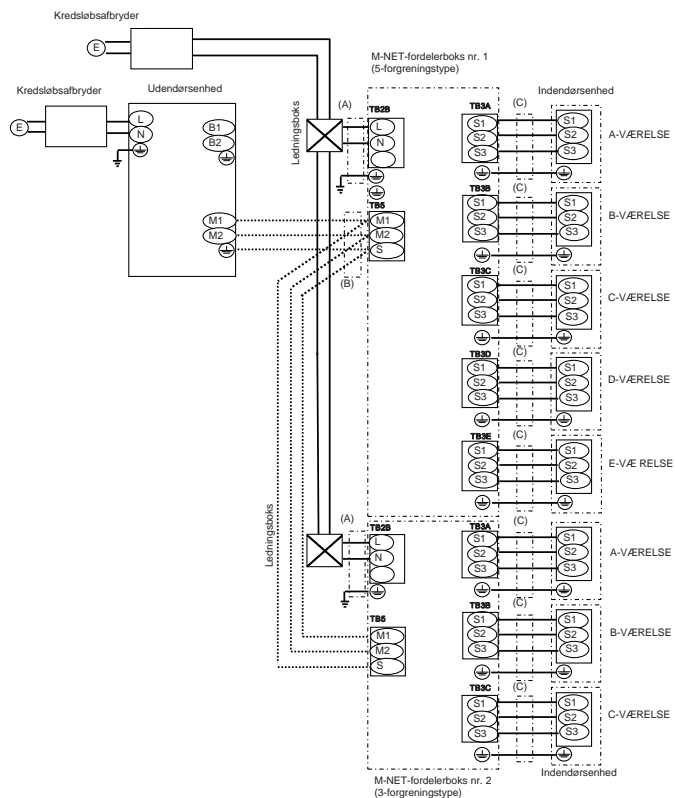 Kredsløbsafbryder
E
M-NET-fordelerboks nr. 1
(5-forgreningstype)
Kredsløbsafbryder
Udendørsenhed
E
L
N
B1
B2
M1
M2
Ledningsboks
(A)
TB2B
L
N
TB5
M1
M2
S
(B)
Indendørsenhed
TB3A
(C)
S1
S2
S3
S1
S2
S3
A-VÆRELSE
TB3B
(C)
S1
S2
S3
S1
S2
S3
B-VÆRELSE
TB3C
(C)
S1
S2
S3
S1
S2
S3
C-VÆRELSE
TB3D
(C)
S1
S2
S3
S1
S2
S3
D-VÆRELSE
TB3E
(C)
S1
S2
S3
S1
S2
S3
E-VÆ RELSE
Ledningsboks
(A)
TB2B
L
N
TB5
M1
M2
S
TB3A
(C)
S1
S2
S3
S1
S2
S3
A-VÆRELSE
TB3B
(C)
S1
S2
S3
S1
S2
S3
B-VÆRELSE
TB3C
(C)
S1
S2
S3
S1
S2
S3
C-VÆRELSE
Indendørsenhed
M-NET-fordelerboks nr. 2
(3-forgreningstype)